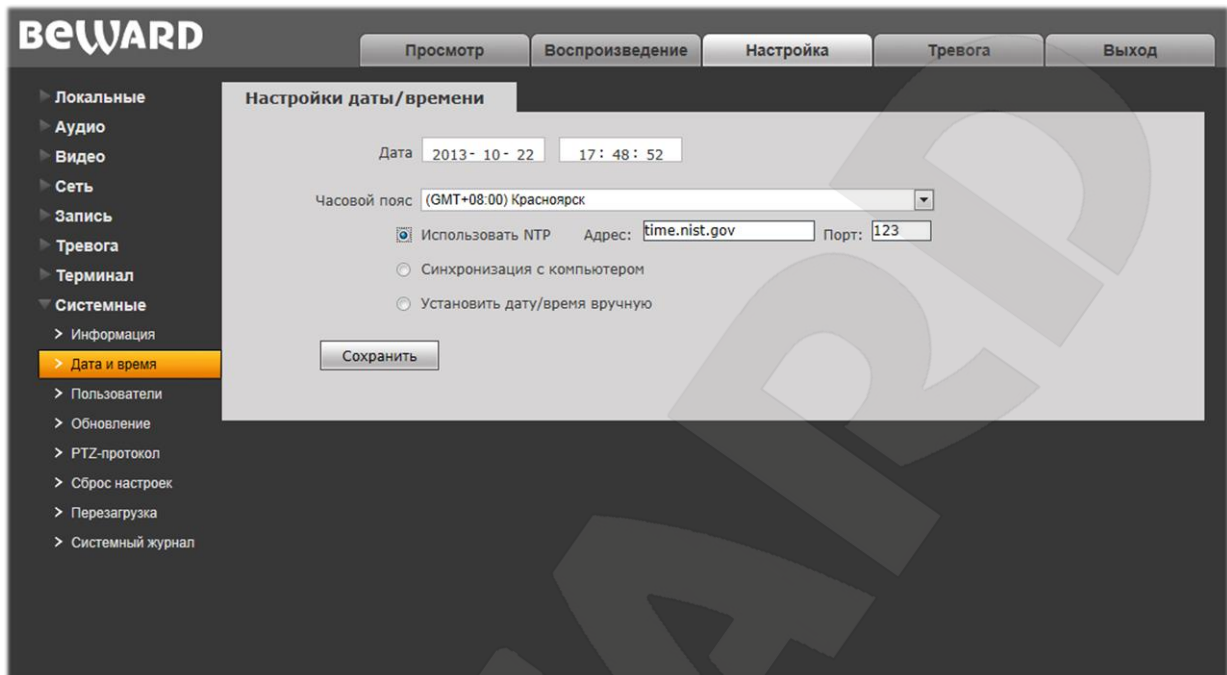 BEWARD
Просмотр Воспроизведение Настройка Тревога Выход
Локальные
Аудио
Видео
Сеть
Запись
Тревога
Терминал
Системные
Информация
Дата и время
Пользователи
Обновление
PTZ-протокол
Сброс настроек
Перезагрузка
Системный журнал
Настройки даты/времени
Дата 2013- 10- 22 17: 48: 52
Часовой пояс (GMT+08:00) Красноярск
Использовать NTP Адрес: time.nist.gov Порт: 123
Синхронизация с компьютером
Установить дату/время вручную
Сохранить